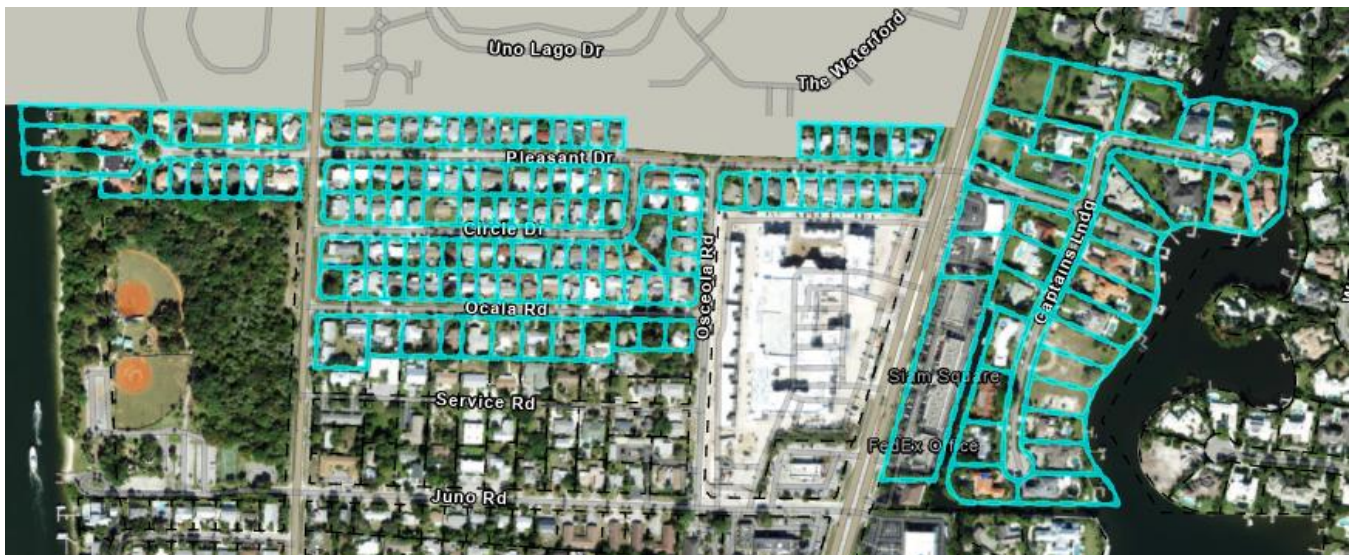 Uno Lago Dr
The Waterford
Pleasant Dr
Circle Dr
Captains Lndg
Osceola Rd
Ocala Rd
Siam Square
Service Rd
FedEx Office
Juno Rd